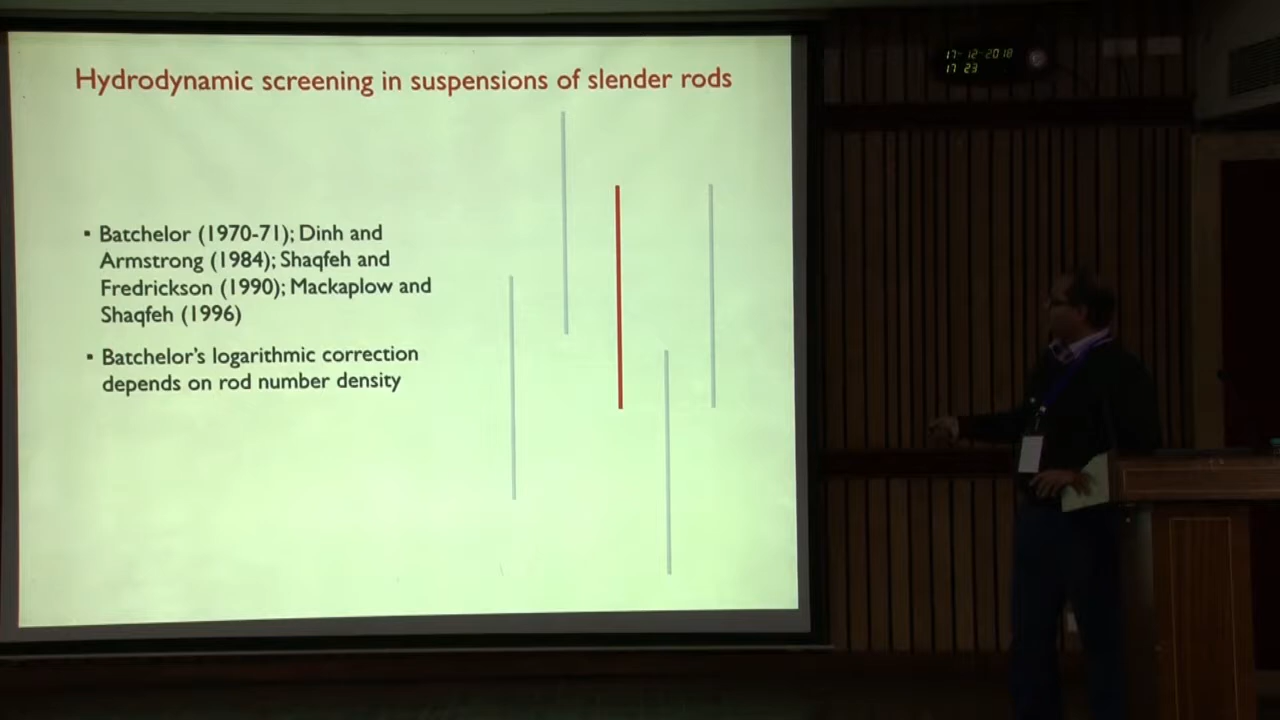 Hydrodynamic screening in suspensions of slender rods
▪ Batchelor (1970-71); Dinh and
Armstrong (1984); Shaqfeh and
Fredrickson (1990); Mackaplow and
Shaqfeh (1996)
▪ Batchelor's logarithmic correction
depends on rod number density
17-12-2018
17 23